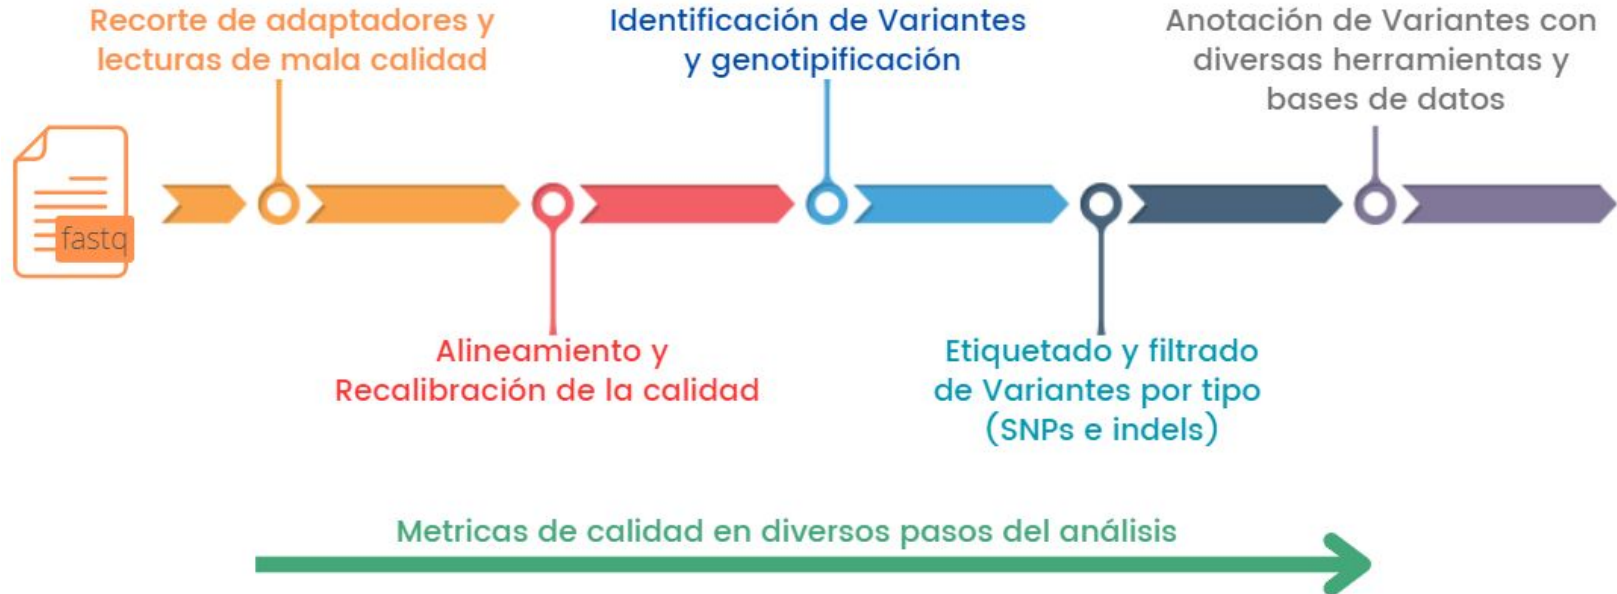 Recorte de adaptadores y
lecturas de mala calidad
Identificación de Variantes
y genotipificación
Anotación de Variantes con
diversas herramientas y
bases de datos
fastq
Alineamiento y
Recalibración de la calidad
Etiquetado y filtrado
de Variantes por tipo
(SNPs e indels)
Metricas de calidad en diversos pasos del análisis